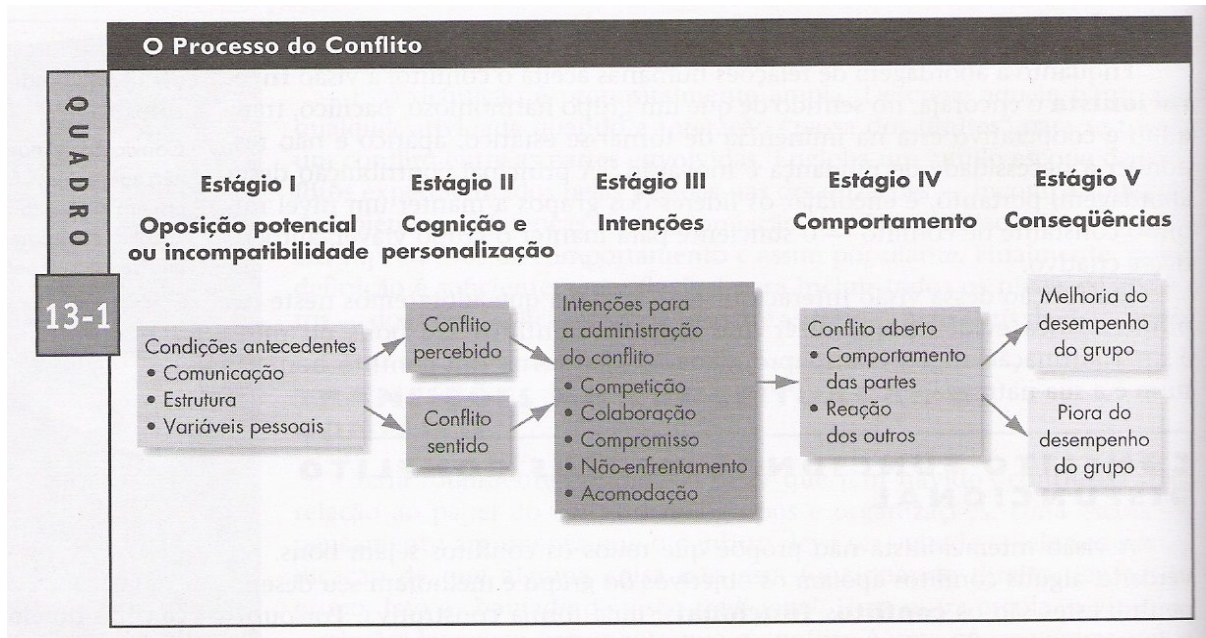 O Processo do Conflito
QUADRO
13-1
Estágio I
Oposição potencial
ou incompatibilidade
Condições antecedentes
• Comunicação
• Estrutura
• Variáveis pessoais
Estágio II
Cognição e
personalização
Conflito
percebido
Conflito
sentido
Estágio III
Intenções
Intenções para
a administração
do conflito
• Competição
• Colaboração
• Compromisso
• Não-enfrentamento
• Acomodação
Estágio IV
Comportamento
Conflito aberto
• Comportamento
das partes
• Reação
dos outros
Estágio V
Conseqüências
Melhoria do
desempenho
do grupo
Piora do
desempenho
do grupo